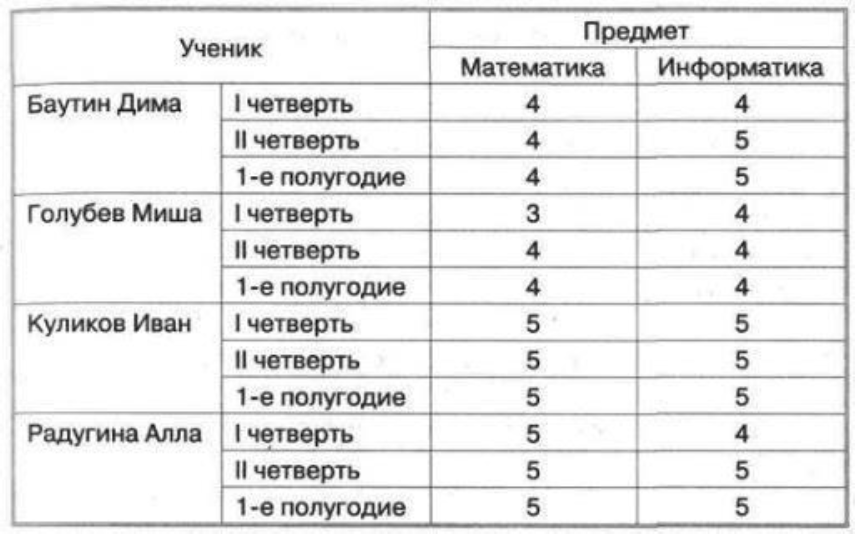 Ученик Предмет
Математика Информатика
Баутин Дима I четверть 4 4
II четверть 4 5
1-е полугодие 4 5
Голубев Миша I четверть 3 4
II четверть 4 4
1-е полугодие 4 4
Куликов Иван I четверть 5 5
II четверть 5 5
1-е полугодие 5 5
Радугина Алла I четверть 5 4
II четверть 5 5
1-е полугодие 5 5